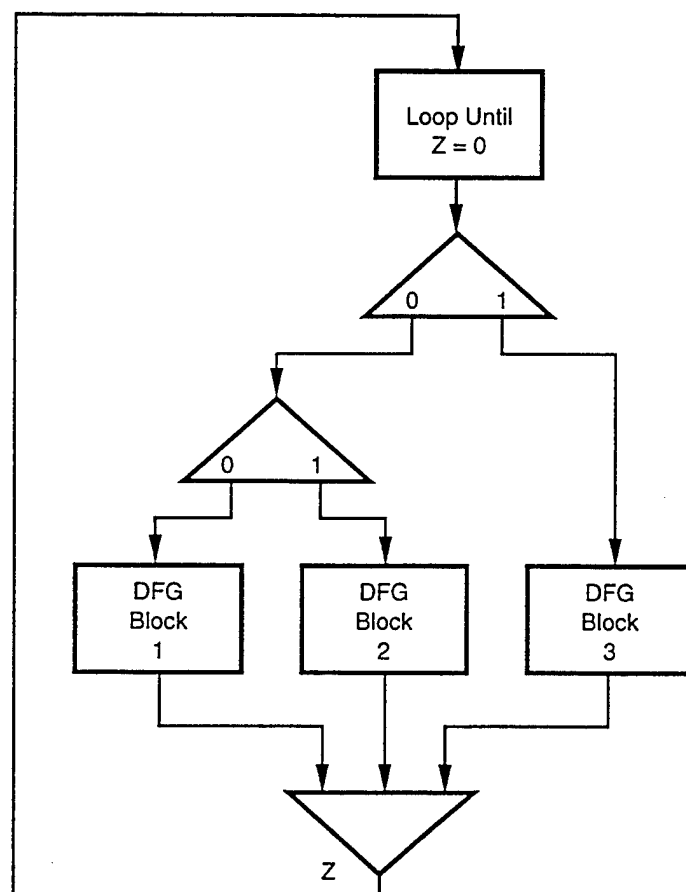 Loop Until
Z = 0
0 1
0 1
DFG
Block
1
DFG
Block
2
DFG
Block
3
Z